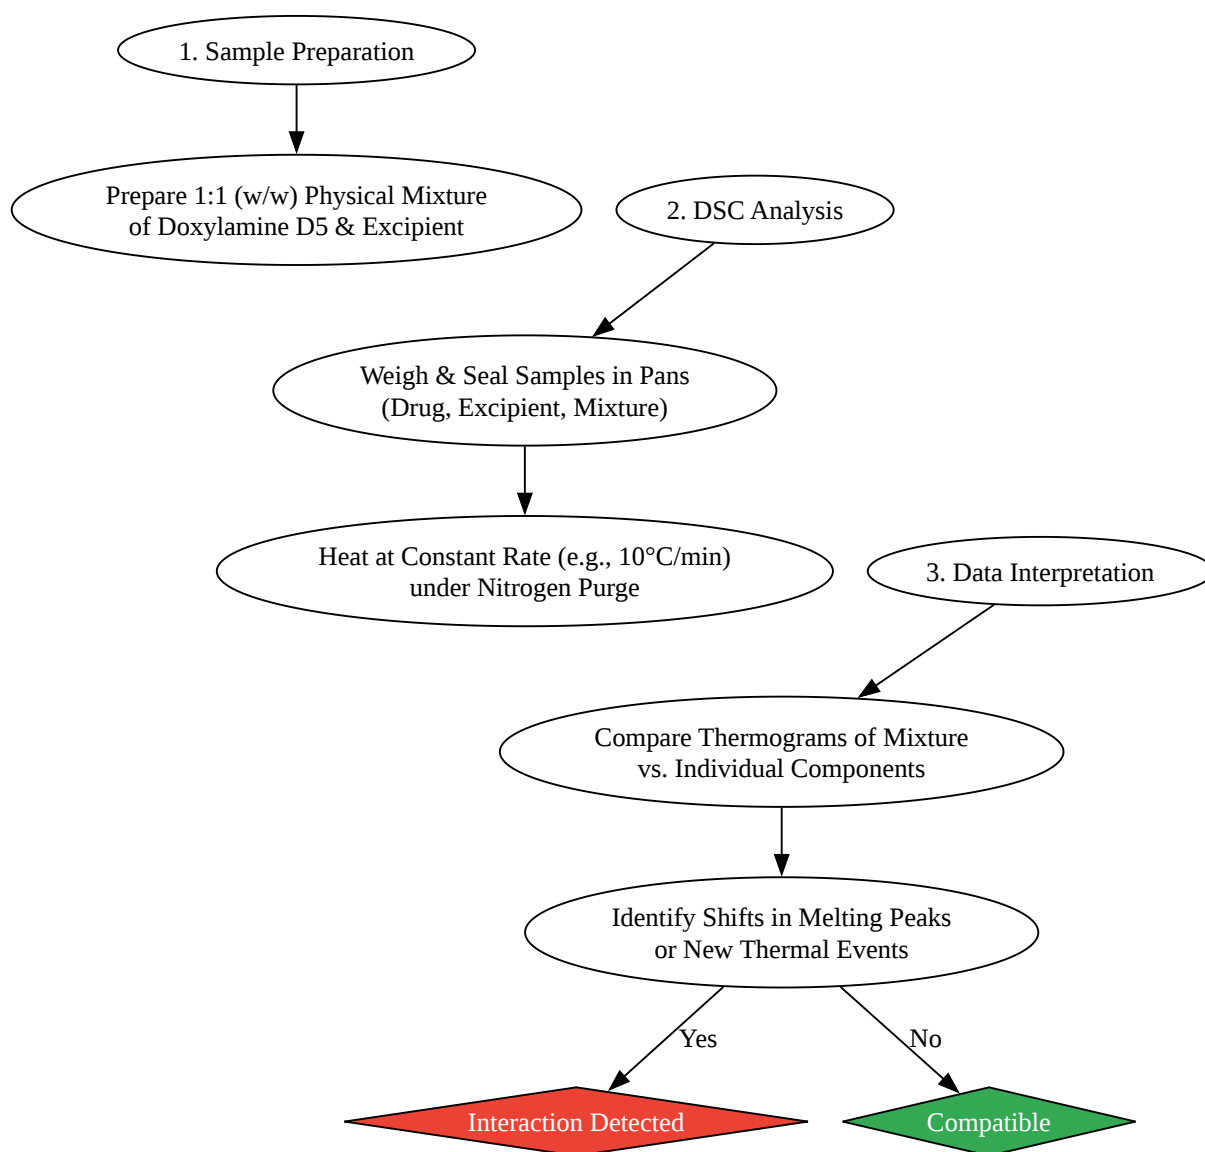 1. Sample Preparation
Prepare 1:1 (w/w) Physical Mixture
of Doxylamine D5 & Excipient
2. DSC Analysis
Weigh & Seal Samples in Pans
(Drug, Excipient, Mixture)
Heat at Constant Rate (e.g., 10°C/min)
under Nitrogen Purge
3. Data Interpretation
Compare Thermograms of Mixture
vs. Individual Components
Identify Shifts in Melting Peaks
or New Thermal Events
Yes
No
Interaction Detected
Compatible